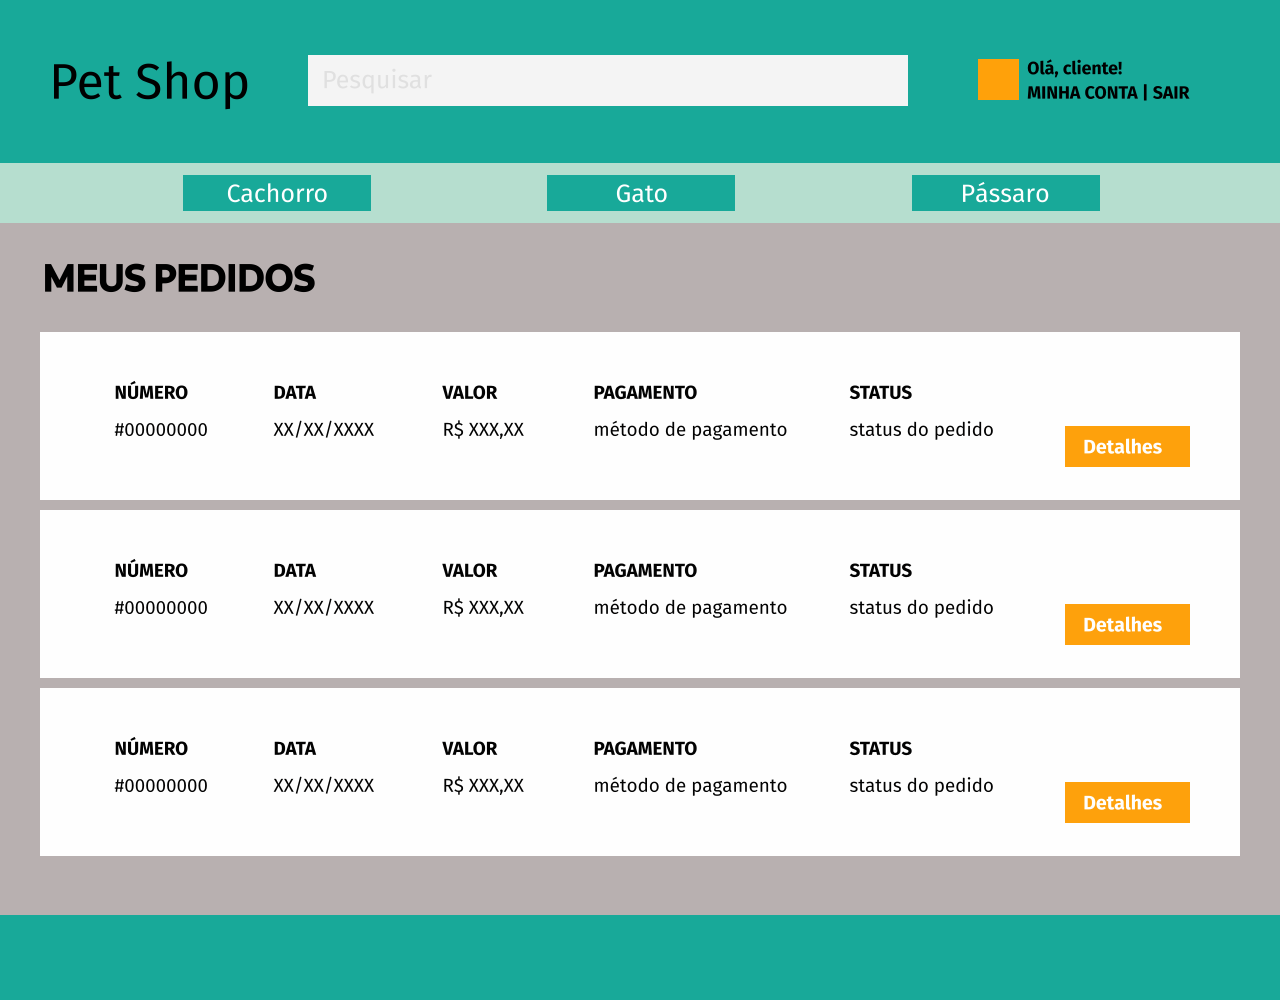 Pet Shop
Pesquisar
Olá, cliente!
MINHA CONTA | SAIR
Cachorro
Gato
Pássaro
MEUS PEDIDOS
NÚMERO DATA VALOR PAGAMENTO STATUS
#00000000 XX/XX/XXXX R$ XXX,XX método de pagamento status do pedido
Detalhes
NÚMERO DATA VALOR PAGAMENTO STATUS
#00000000 XX/XX/XXXX R$ XXX,XX método de pagamento status do pedido
Detalhes
NÚMERO DATA VALOR PAGAMENTO STATUS
#00000000 XX/XX/XXXX R$ XXX,XX método de pagamento status do pedido
Detalhes